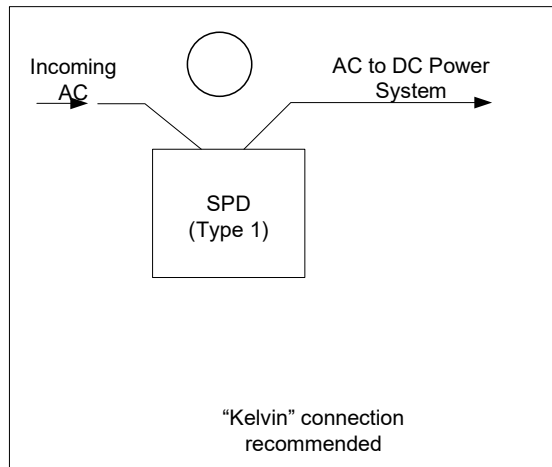 Incoming
AC
AC to DC Power
System
SPD
(Type 1)
“Kelvin” connection
recommended